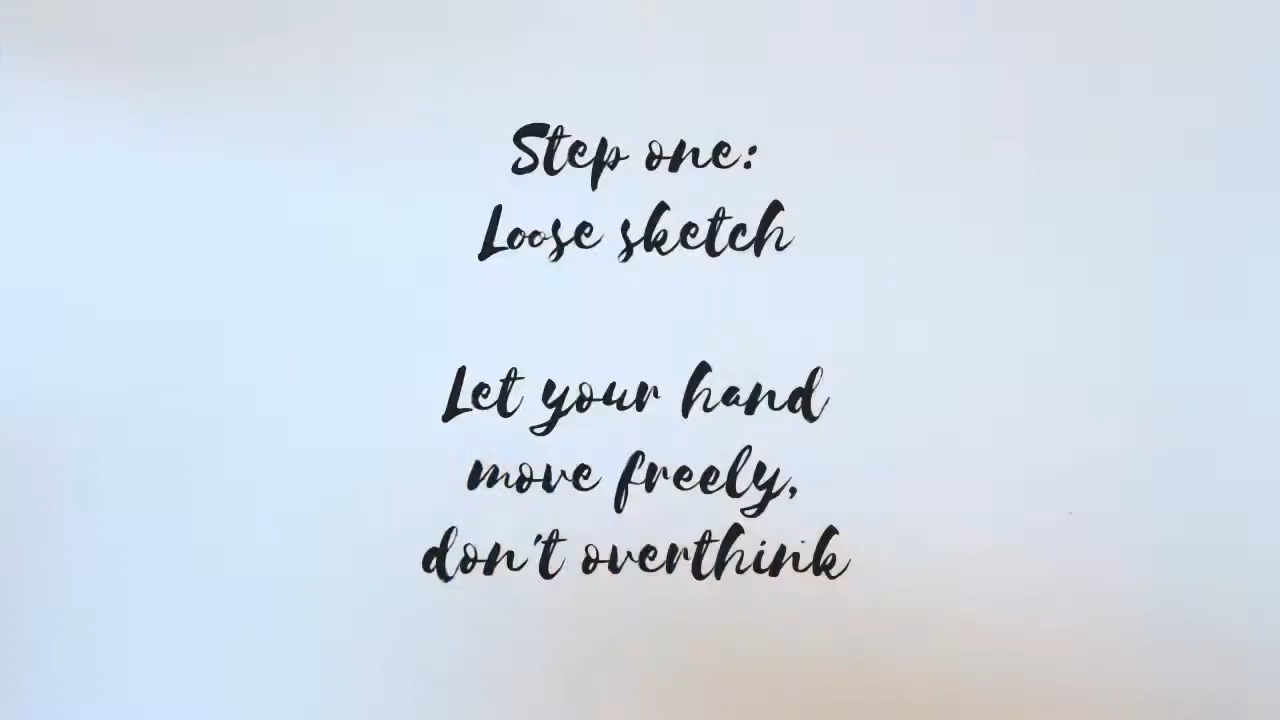 Step one:
Loose sketch
Let your hand
move freely,
don't overthink